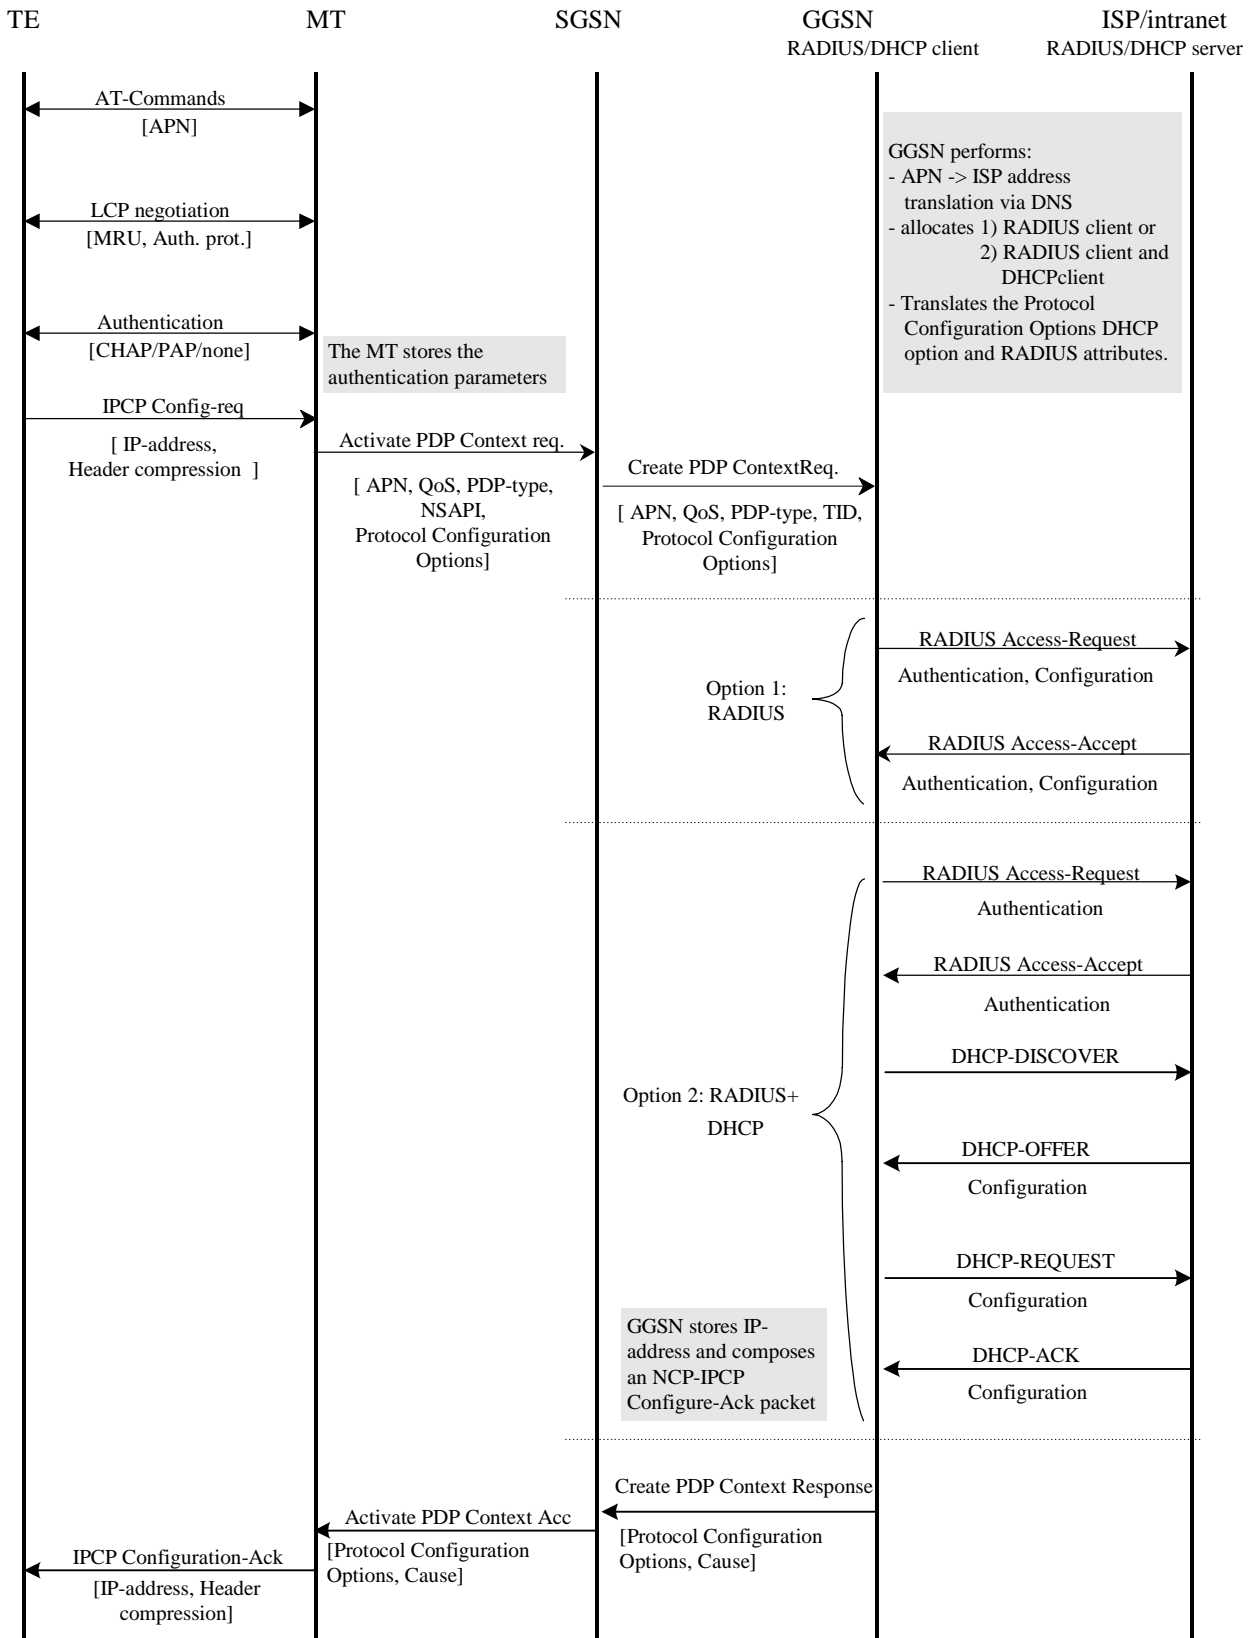 TE
MT
SGSN
GGSN
ISP/intranet
RADIUS/DHCP client
RADIUS/DHCP server
AT-Commands
[APN]
GGSN performs:
- APN -> ISP address
translation via DNS
- allocates 1) RADIUS client or
2) RADIUS client and
DHCPclient
- Translates the Protocol
Configuration Options DHCP
option and RADIUS attributes.
LCP negotiation
[MRU, Auth. prot.]
Authentication
[CHAP/PAP/none]
The MT stores the
authentication parameters
IPCP Config-req
[ IP-address,
Header compression ]
Activate PDP Context req.
[ APN, QoS, PDP-type,
NSAPI,
Protocol Configuration
Options]
Create PDP ContextReq.
[ APN, QoS, PDP-type, TID,
Protocol Configuration
Options]
Option 1:
RADIUS
RADIUS Access-Request
Authentication, Configuration
RADIUS Access-Accept
Authentication, Configuration
Option 2: RADIUS+
DHCP
RADIUS Access-Request
Authentication
RADIUS Access-Accept
Authentication
DHCP-DISCOVER
DHCP-OFFER
Configuration
DHCP-REQUEST
Configuration
DHCP-ACK
Configuration
GGSN stores IP-
address and composes
an NCP-IPCP
Configure-Ack packet
Create PDP Context Response
[Protocol Configuration
Options, Cause]
Activate PDP Context Acc
[Protocol Configuration
Options, Cause]
IPCP Configuration-Ack
[IP-address, Header
compression]